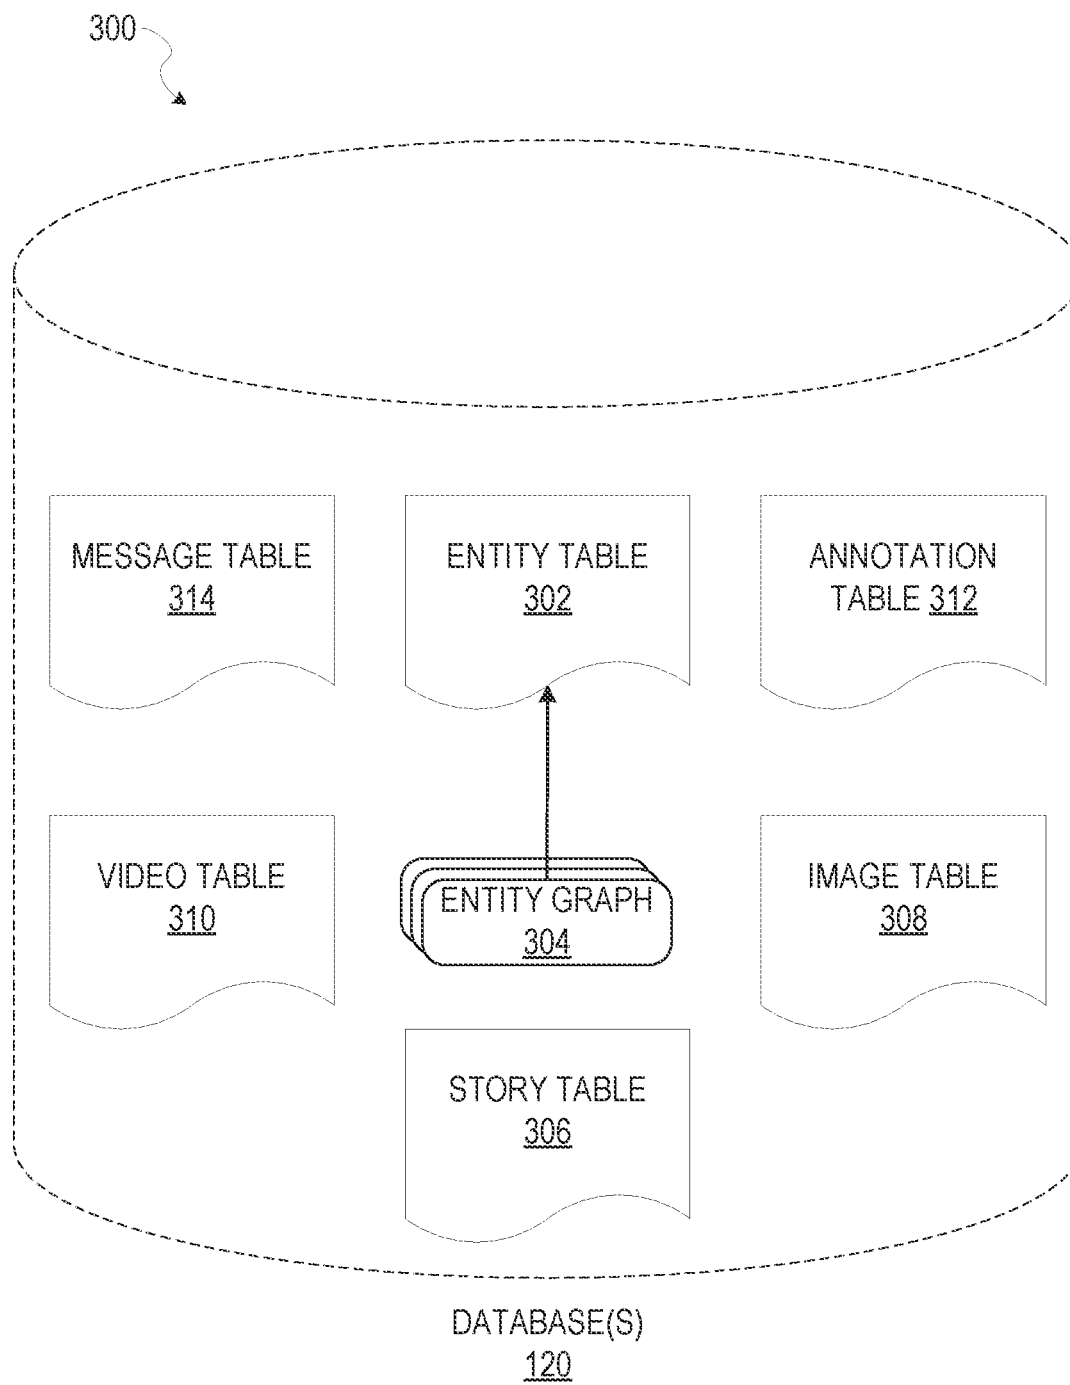 300
MESSAGE TABLE
314
ENTITY TABLE
302
ANNOTATION
TABLE 312
VIDEO TABLE
310
ENTITY GRAPH
304
IMAGE TABLE
308
STORY TABLE
306
DATABASE(S)
120